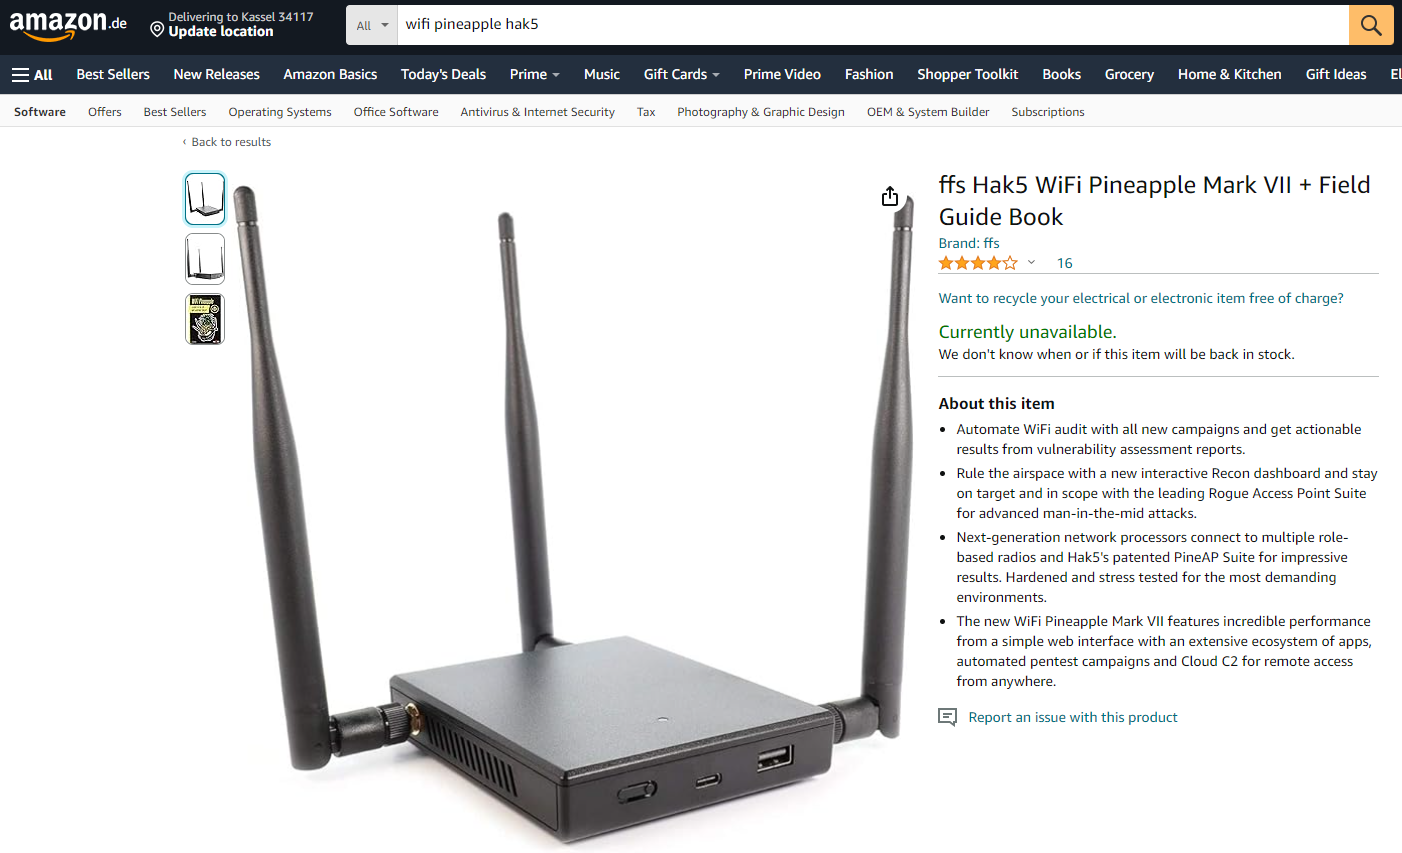 amazon.de
Delivering to Kassel 34117
Update location
All
wifi pineapple hak5
All
Best Sellers
New Releases
Amazon Basics
Today's Deals
Prime
Music
Gift Cards
Prime Video
Fashion
Shopper Toolkit
Books
Grocery
Home & Kitchen
Gift Ideas
El
Software
Offers
Best Sellers
Operating Systems
Office Software
Antivirus & Internet Security
Tax
Photography & Graphic Design
OEM & System Builder
Subscriptions
‹ Back to results
ffs Hak5 WiFi Pineapple Mark VII + Field
Guide Book
Brand: ffs
16
Want to recycle your electrical or electronic item free of charge?
Currently unavailable.
We don't know when or if this item will be back in stock.
About this item
• Automate WiFi audit with all new campaigns and get actionable
results from vulnerability assessment reports.
• Rule the airspace with a new interactive Recon dashboard and stay
on target and in scope with the leading Rogue Access Point Suite
for advanced man-in-the-mid attacks.
• Next-generation network processors connect to multiple role-
based radios and Hak5's patented PineAP Suite for impressive
results. Hardened and stress tested for the most demanding
environments.
• The new WiFi Pineapple Mark VII features incredible performance
from a simple web interface with an extensive ecosystem of apps,
automated pentest campaigns and Cloud C2 for remote access
from anywhere.
Report an issue with this product